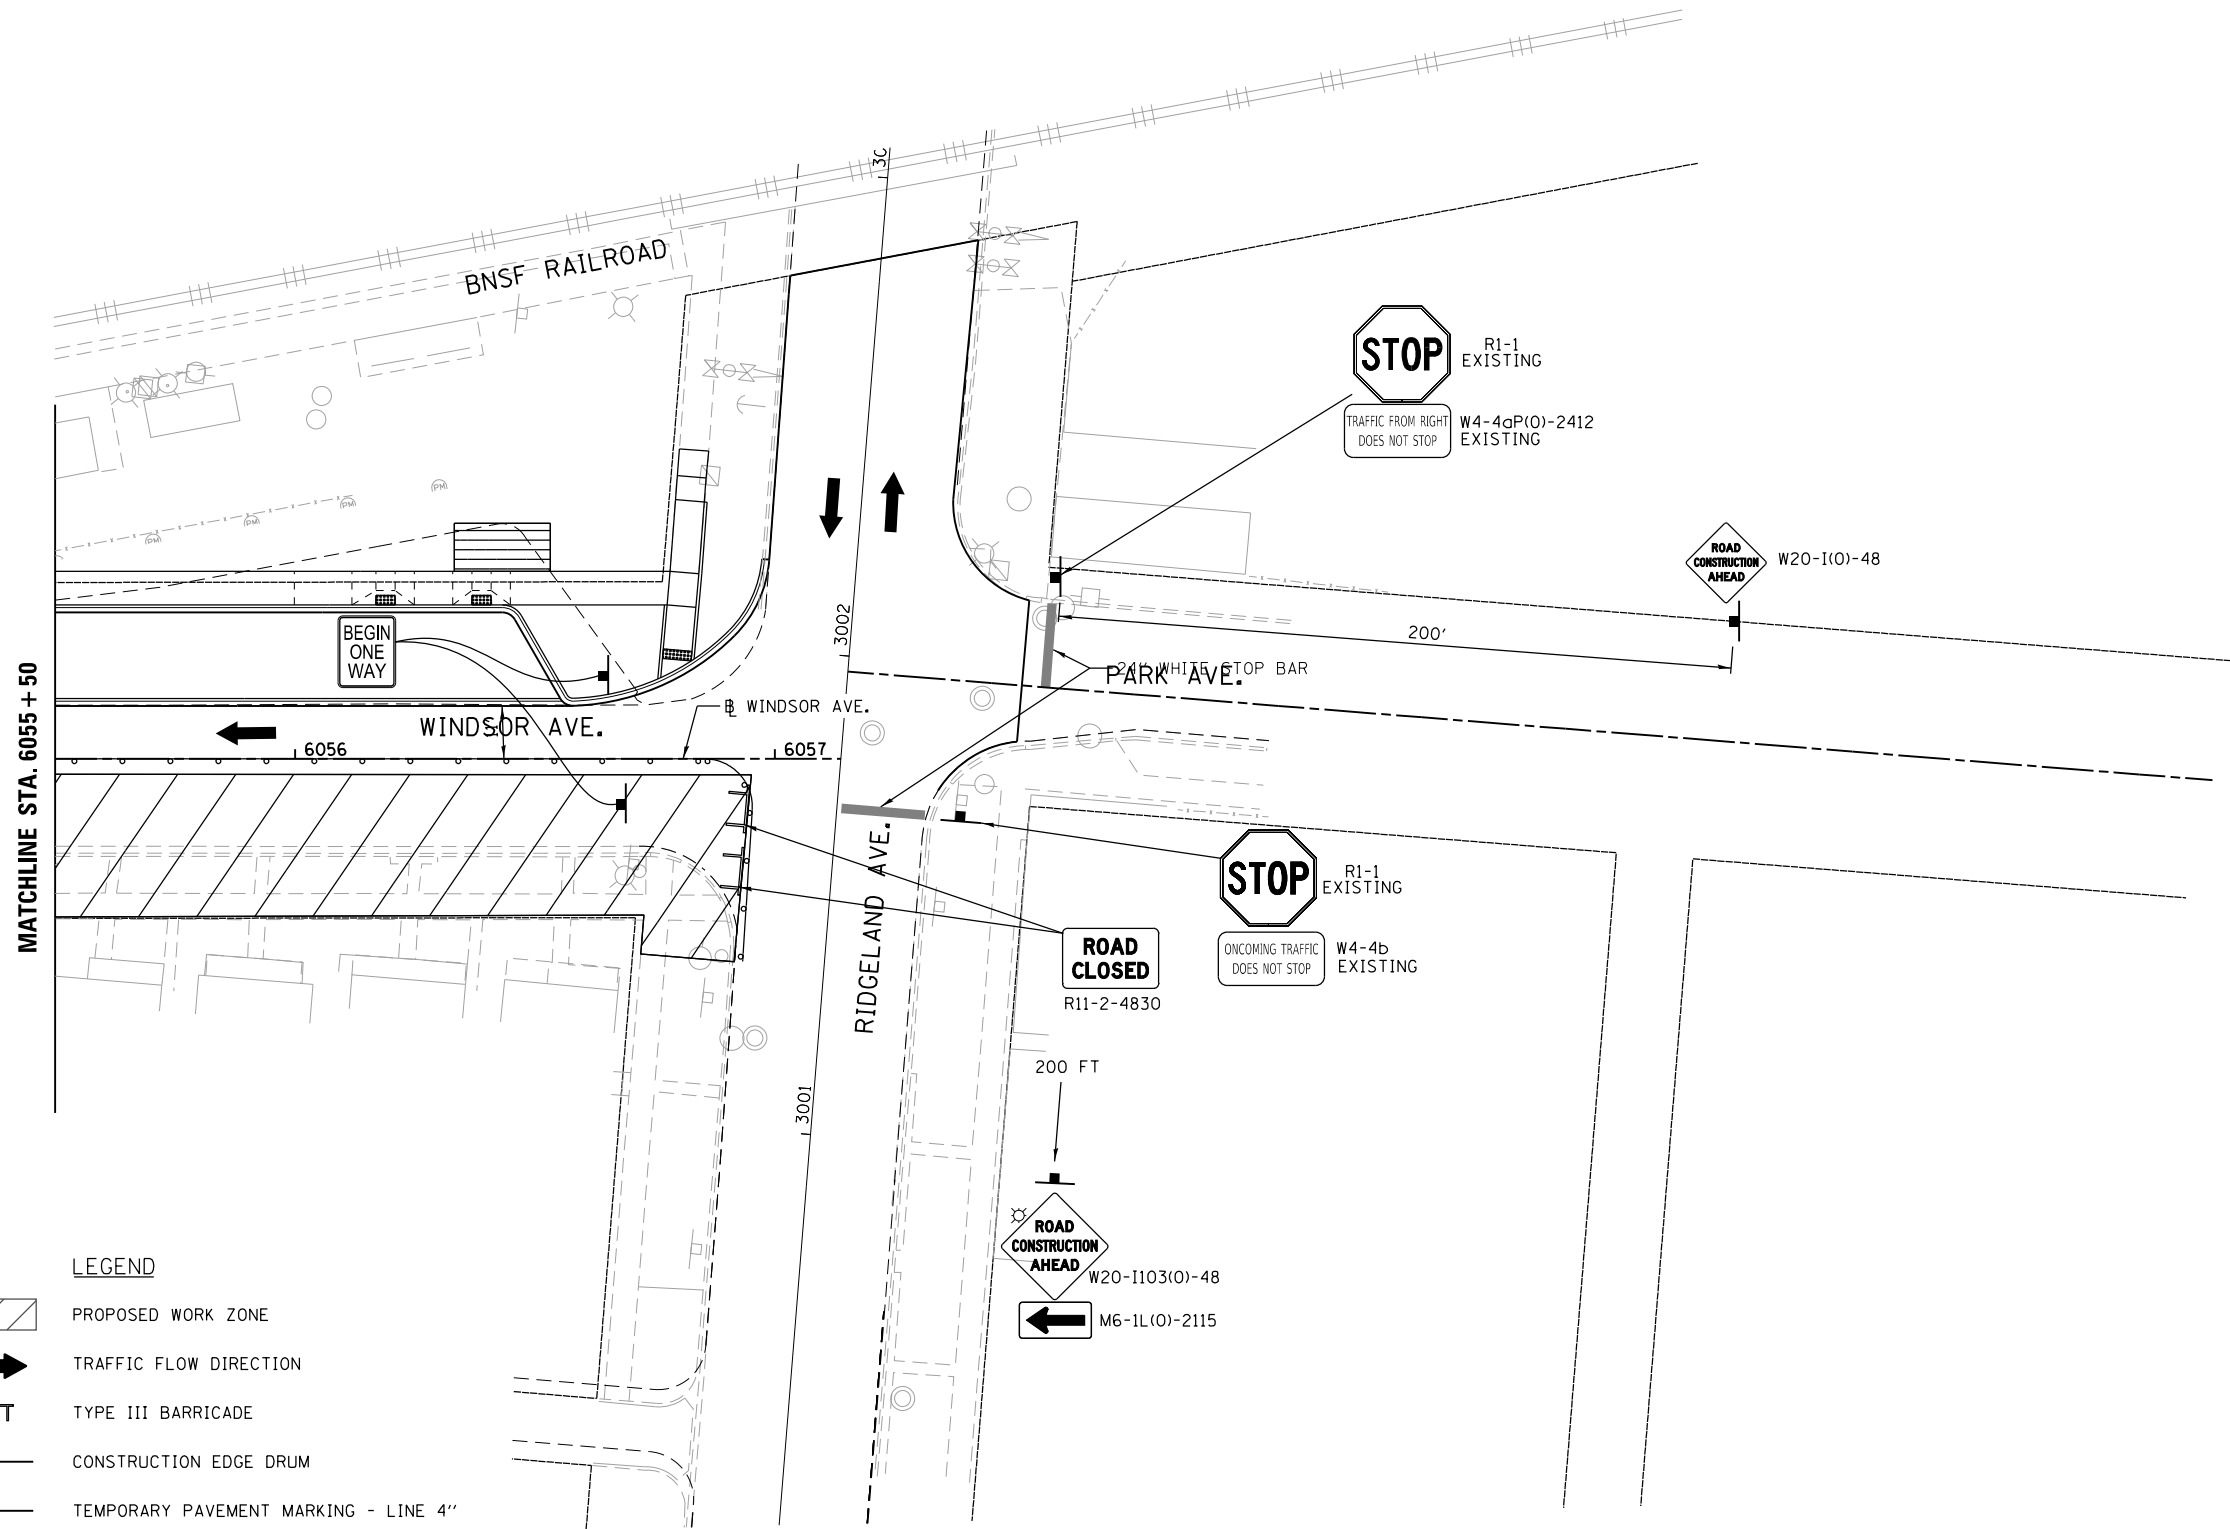 3C
BNSF RAILROAD
STOP
R1-1
EXISTING
TRAFFIC FROM RIGHT
DOES NOT STOP
W4-4aP(O)-2412
EXISTING
PM
PM
PM
PM
ROAD
CONSTRUCTION
AHEAD
W20-I(O)-48
BEGIN
ONE
WAY
3002
200'
24" WHITE STOP BAR
PARK AVE.
MATCHLINE STA. 6055+50
℄ WINDSOR AVE.
WINDSOR AVE.
6056
6057
RIDGELAND AVE.
STOP
R1-1
EXISTING
ONCOMING TRAFFIC
DOES NOT STOP
W4-4b
EXISTING
ROAD
CLOSED
R11-2-4830
200 FT
3001
ROAD
CONSTRUCTION
AHEAD
W20-I103(O)-48
M6-1L(O)-2115
LEGEND
PROPOSED WORK ZONE
TRAFFIC FLOW DIRECTION
TYPE III BARRICADE
CONSTRUCTION EDGE DRUM
TEMPORARY PAVEMENT MARKING - LINE 4''